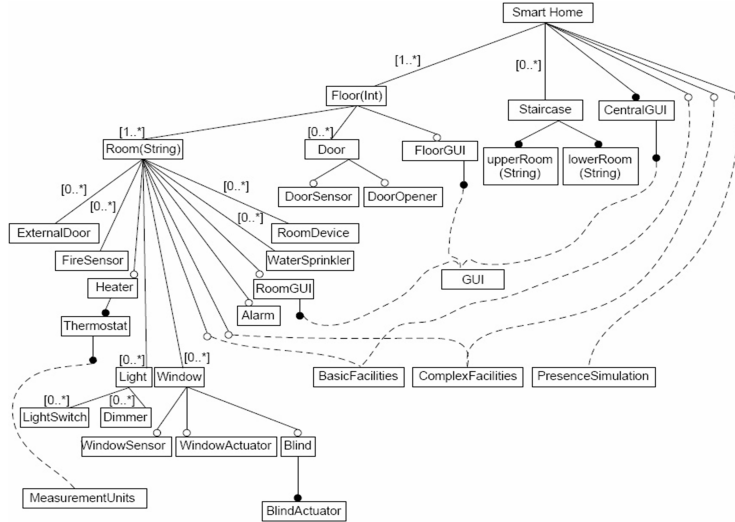 Smart Home
[1..*]
[0..*]
Floor(Int)
Staircase
CentralGUI
[1..*]
[0..*]
Room(String)
Door
FloorGUI
upperRoom
(String)
lowerRoom
(String)
DoorSensor
DoorOpener
[0..*]
[0..*]
[0..*]
[0..*]
ExternalDoor
RoomDevice
FireSensor
WaterSprinkler
Heater
RoomGUI
GUI
Thermostat
Alarm
[0..*]
[0..*]
Light
Window
BasicFacilities
ComplexFacilities
PresenceSimulation
[0..*]
[0..*]
LightSwitch
Dimmer
WindowSensor
WindowActuator
Blind
MeasurementUnits
BlindActuator